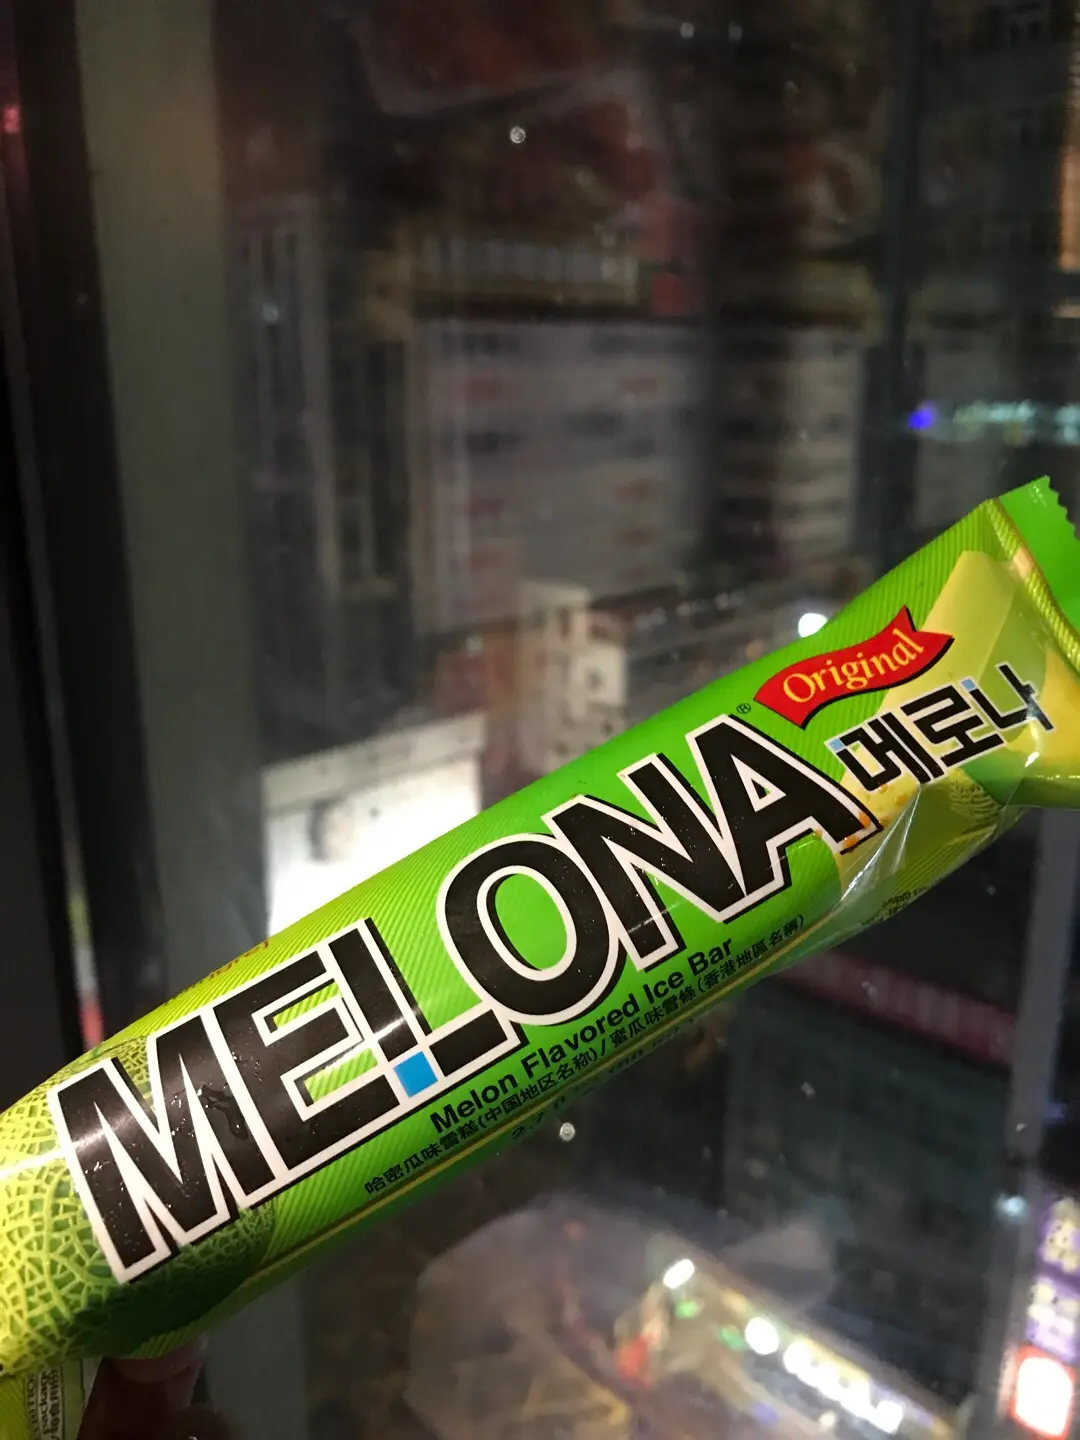 Original
메로나
MELONA®
Melon Flavored Ice Bar
哈密瓜味雪糕(中国地区名称)/蜜瓜味雪條(香港地區名稱)